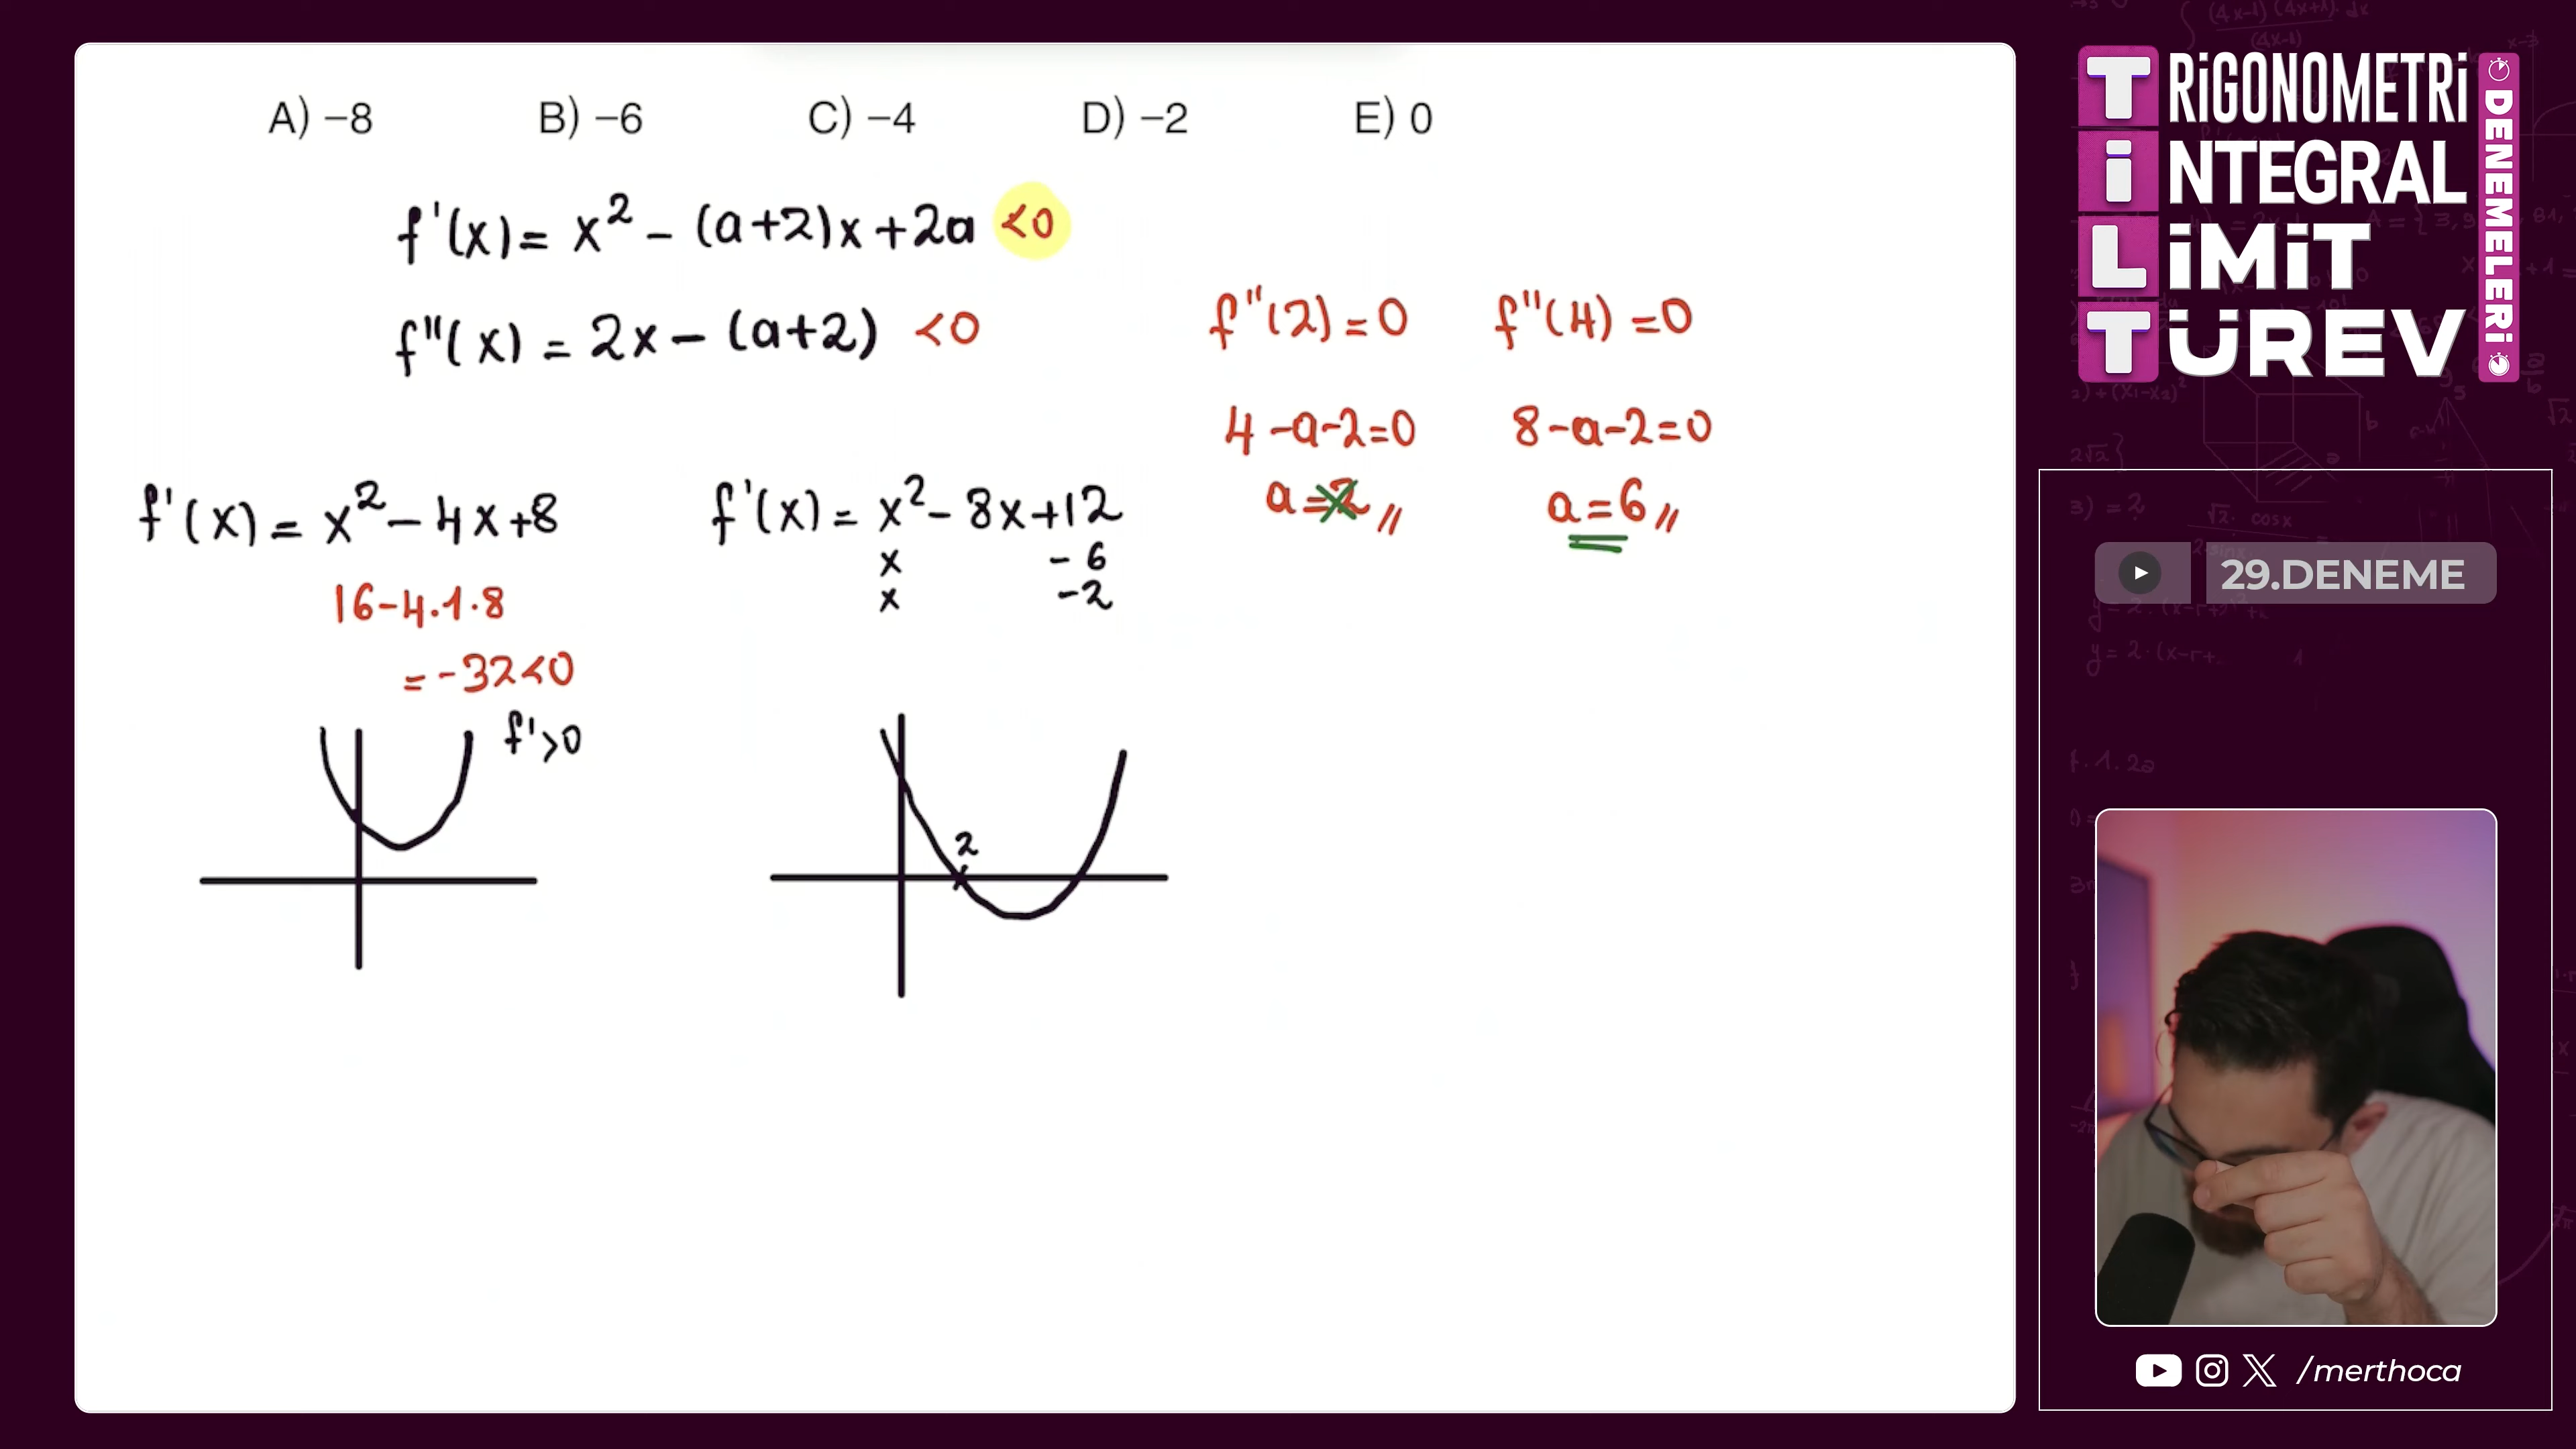 A) –8 B) –6 C) –4 D) –2 E) 0
f'(x) = x² - (a+2)x + 2a <0
f''(x) = 2x - (a+2) <0
f''(2) = 0 f''(4) = 0
4 - a - 2 = 0 8 - a - 2 = 0
a = 2 a = 6
f'(x) = x² - 4x + 8
16 - 4.1.8
= -32 < 0
f' > 0
f'(x) = x² - 8x + 12
x - 6
x - 2
2
TRiGONOMETRi
iNTEGRAL
LiMiT
TÜREV
DENEMELERi
29.DENEME
/merthoca